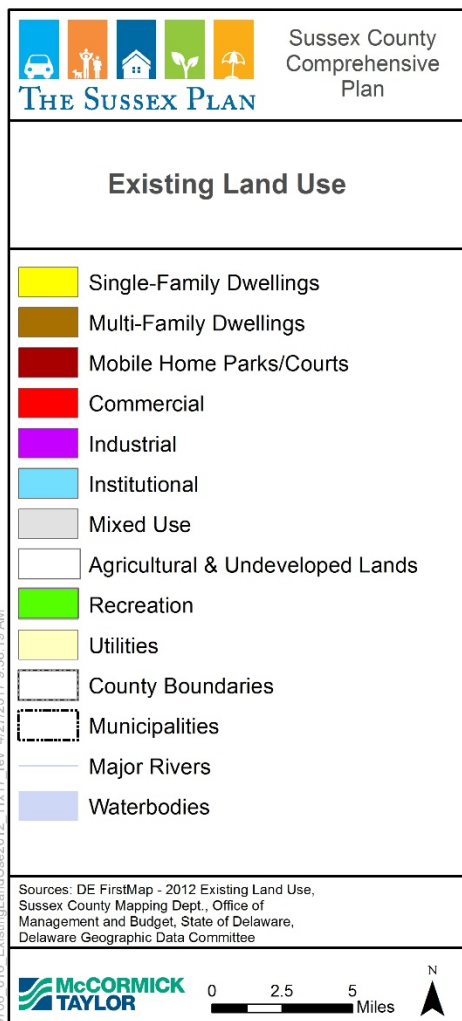 THE SUSSEX PLAN
Sussex County
Comprehensive
Plan
Existing Land Use
Single-Family Dwellings
Multi-Family Dwellings
Mobile Home Parks/Courts
Commercial
Industrial
Institutional
Mixed Use
Agricultural & Undeveloped Lands
Recreation
Utilities
County Boundaries
Municipalities
Major Rivers
Waterbodies
Sources: DE FirstMap - 2012 Existing Land Use,
Sussex County Mapping Dept., Office of
Management and Budget, State of Delaware,
Delaware Geographic Data Committee
McCORMICK
TAYLOR
0 2.5 5
Miles
N